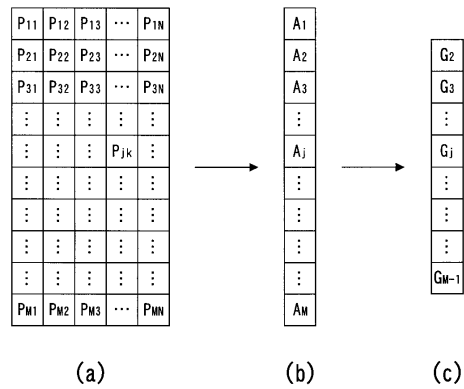 P11 P12 P13 ⋯ P1N
P21 P22 P23 ⋯ P2N
P31 P32 P33 ⋯ P3N
⋮ ⋮ ⋮ ⋮ ⋮
⋮ ⋮ ⋮ Pjk ⋮
⋮ ⋮ ⋮ ⋮ ⋮
⋮ ⋮ ⋮ ⋮ ⋮
⋮ ⋮ ⋮ ⋮ ⋮
⋮ ⋮ ⋮ ⋮ ⋮
PM1 PM2 PM3 ⋯ PMN
A1
A2
A3
⋮
Aj
⋮
⋮
⋮
⋮
AM
G2
G3
⋮
Gj
⋮
⋮
⋮
GM-1
(a) (b) (c)